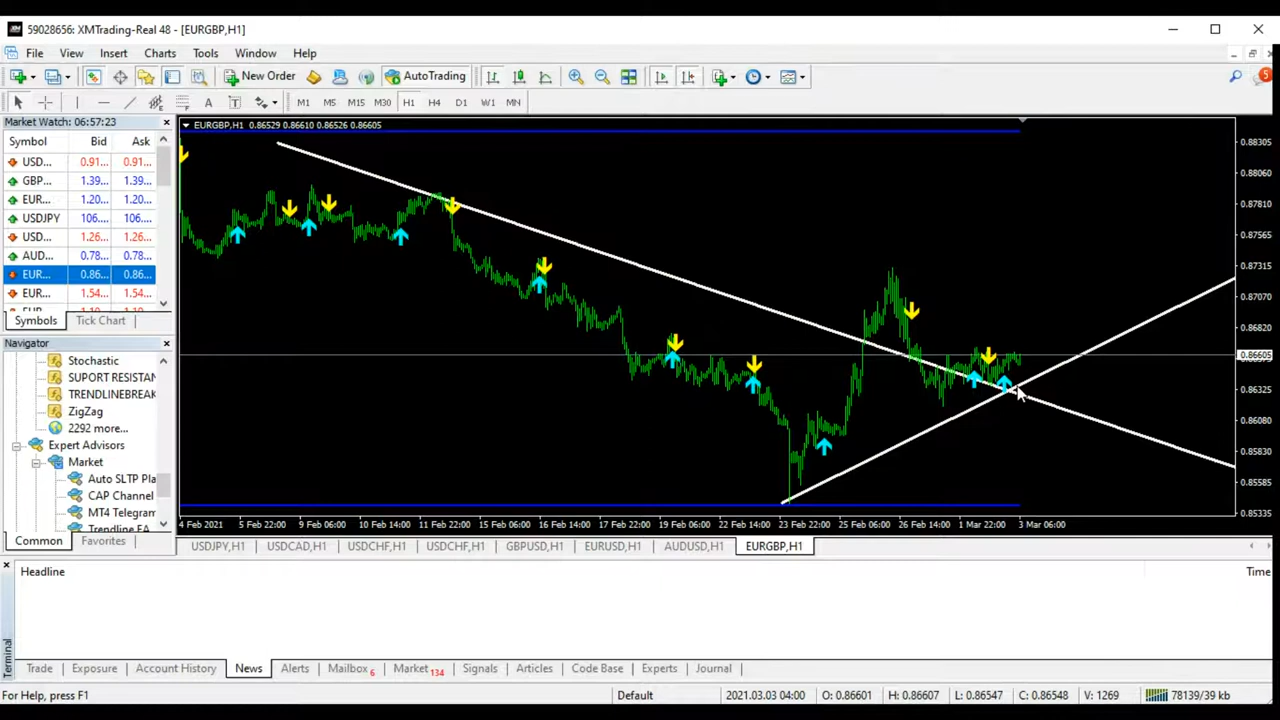 59028656: XMTrading-Real 48 - [EURGBP,H1]
File View Insert Charts Tools Window Help
New Order AutoTrading 5
A T M1 M5 M15 M30 H1 H4 D1 W1 MN
Market Watch: 06:57:23
Symbol Bid Ask
USD... 0.91... 0.91...
GBP... 1.39... 1.39...
EUR... 1.20... 1.20...
USDJPY 106.... 106....
USD... 1.26... 1.26...
AUD... 0.78... 0.78...
EUR... 0.86... 0.86...
EUR... 1.54... 1.54...
Symbols Tick Chart
Navigator
Stochastic
SUPORT RESISTAN
TRENDLINEBREAK
ZigZag
2292 more...
Expert Advisors
Market
Auto SLTP Pla
CAP Channel
MT4 Telegram
Trendline EA
Common Favorites
EURGBP,H1 0.86529 0.86610 0.86526 0.86605
0.88305
0.88060
0.87810
0.87565
0.87315
0.87070
0.86820
0.86605
0.86325
0.86080
0.85830
0.85585
0.85335
4 Feb 2021 5 Feb 22:00 9 Feb 06:00 10 Feb 14:00 11 Feb 22:00 15 Feb 06:00 16 Feb 14:00 17 Feb 22:00 19 Feb 06:00 22 Feb 14:00 23 Feb 22:00 25 Feb 06:00 26 Feb 14:00 1 Mar 22:00 3 Mar 06:00
USDJPY,H1 USDCAD,H1 USDCHF,H1 USDCHF,H1 GBPUSD,H1 EURUSD,H1 AUDUSD,H1 EURGBP,H1
Headline Time
Terminal
Trade Exposure Account History News Alerts Mailbox 6 Market 134 Signals Articles Code Base Experts Journal
For Help, press F1 Default 2021.03.03 04:00 O: 0.86601 H: 0.86607 L: 0.86547 C: 0.86548 V: 1269 78139/39 kb